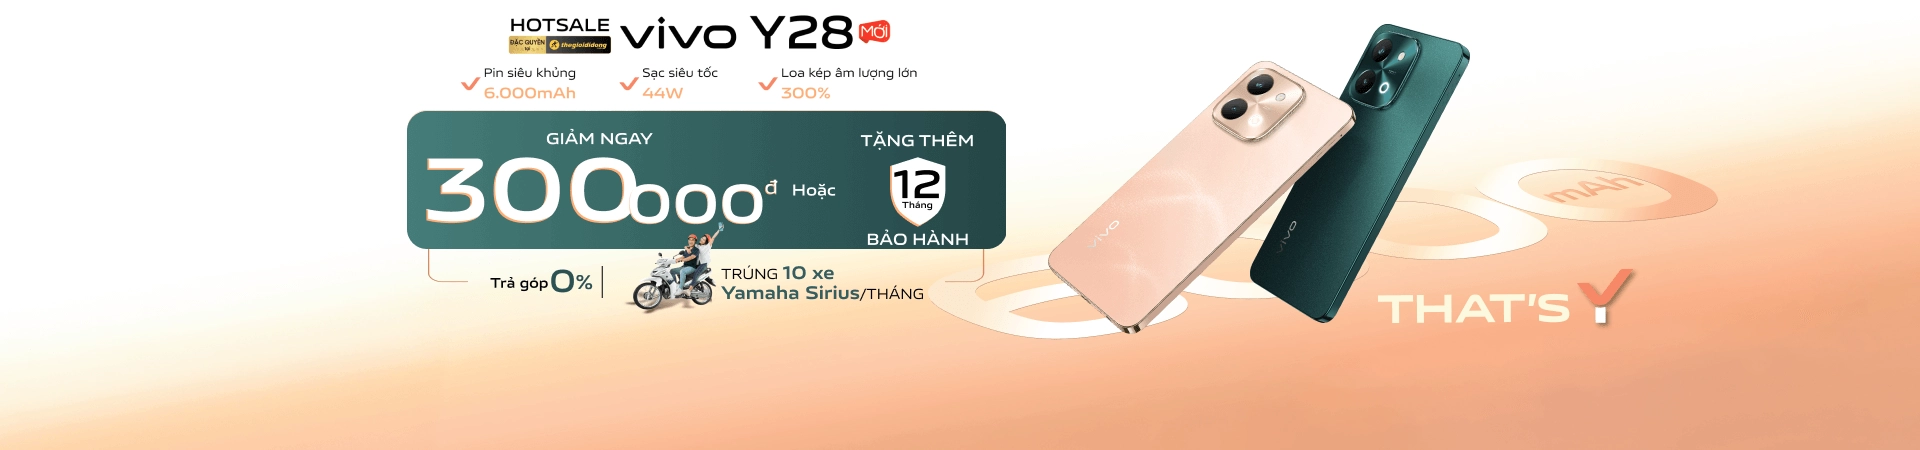 HOTSALE
ĐẶC QUYỀN
thegioididong
vivo Y28 Mới
Pin siêu khủng
6.000mAh
Sạc siêu tốc
44W
Loa kép âm lượng lớn
300%
GIẢM NGAY
300.000đ
Hoặc
TẶNG THÊM
12
Tháng
BẢO HÀNH
Trả góp 0%
TRÚNG 10 xe
Yamaha Sirius/THÁNG
vivo
vivo
mAh
THAT'S Y